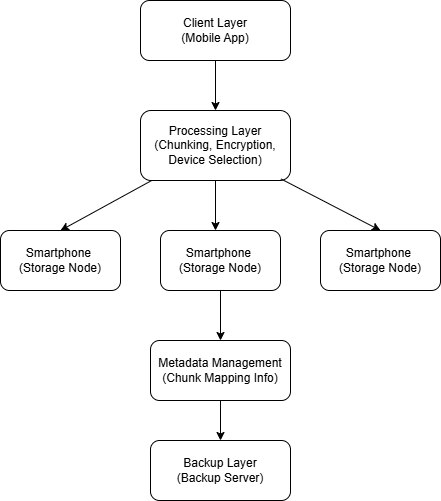 Client Layer
(Mobile App)
Processing Layer
(Chunking, Encryption,
Device Selection)
Smartphone
(Storage Node)
Smartphone
(Storage Node)
Smartphone
(Storage Node)
Metadata Management
(Chunk Mapping Info)
Backup Layer
(Backup Server)